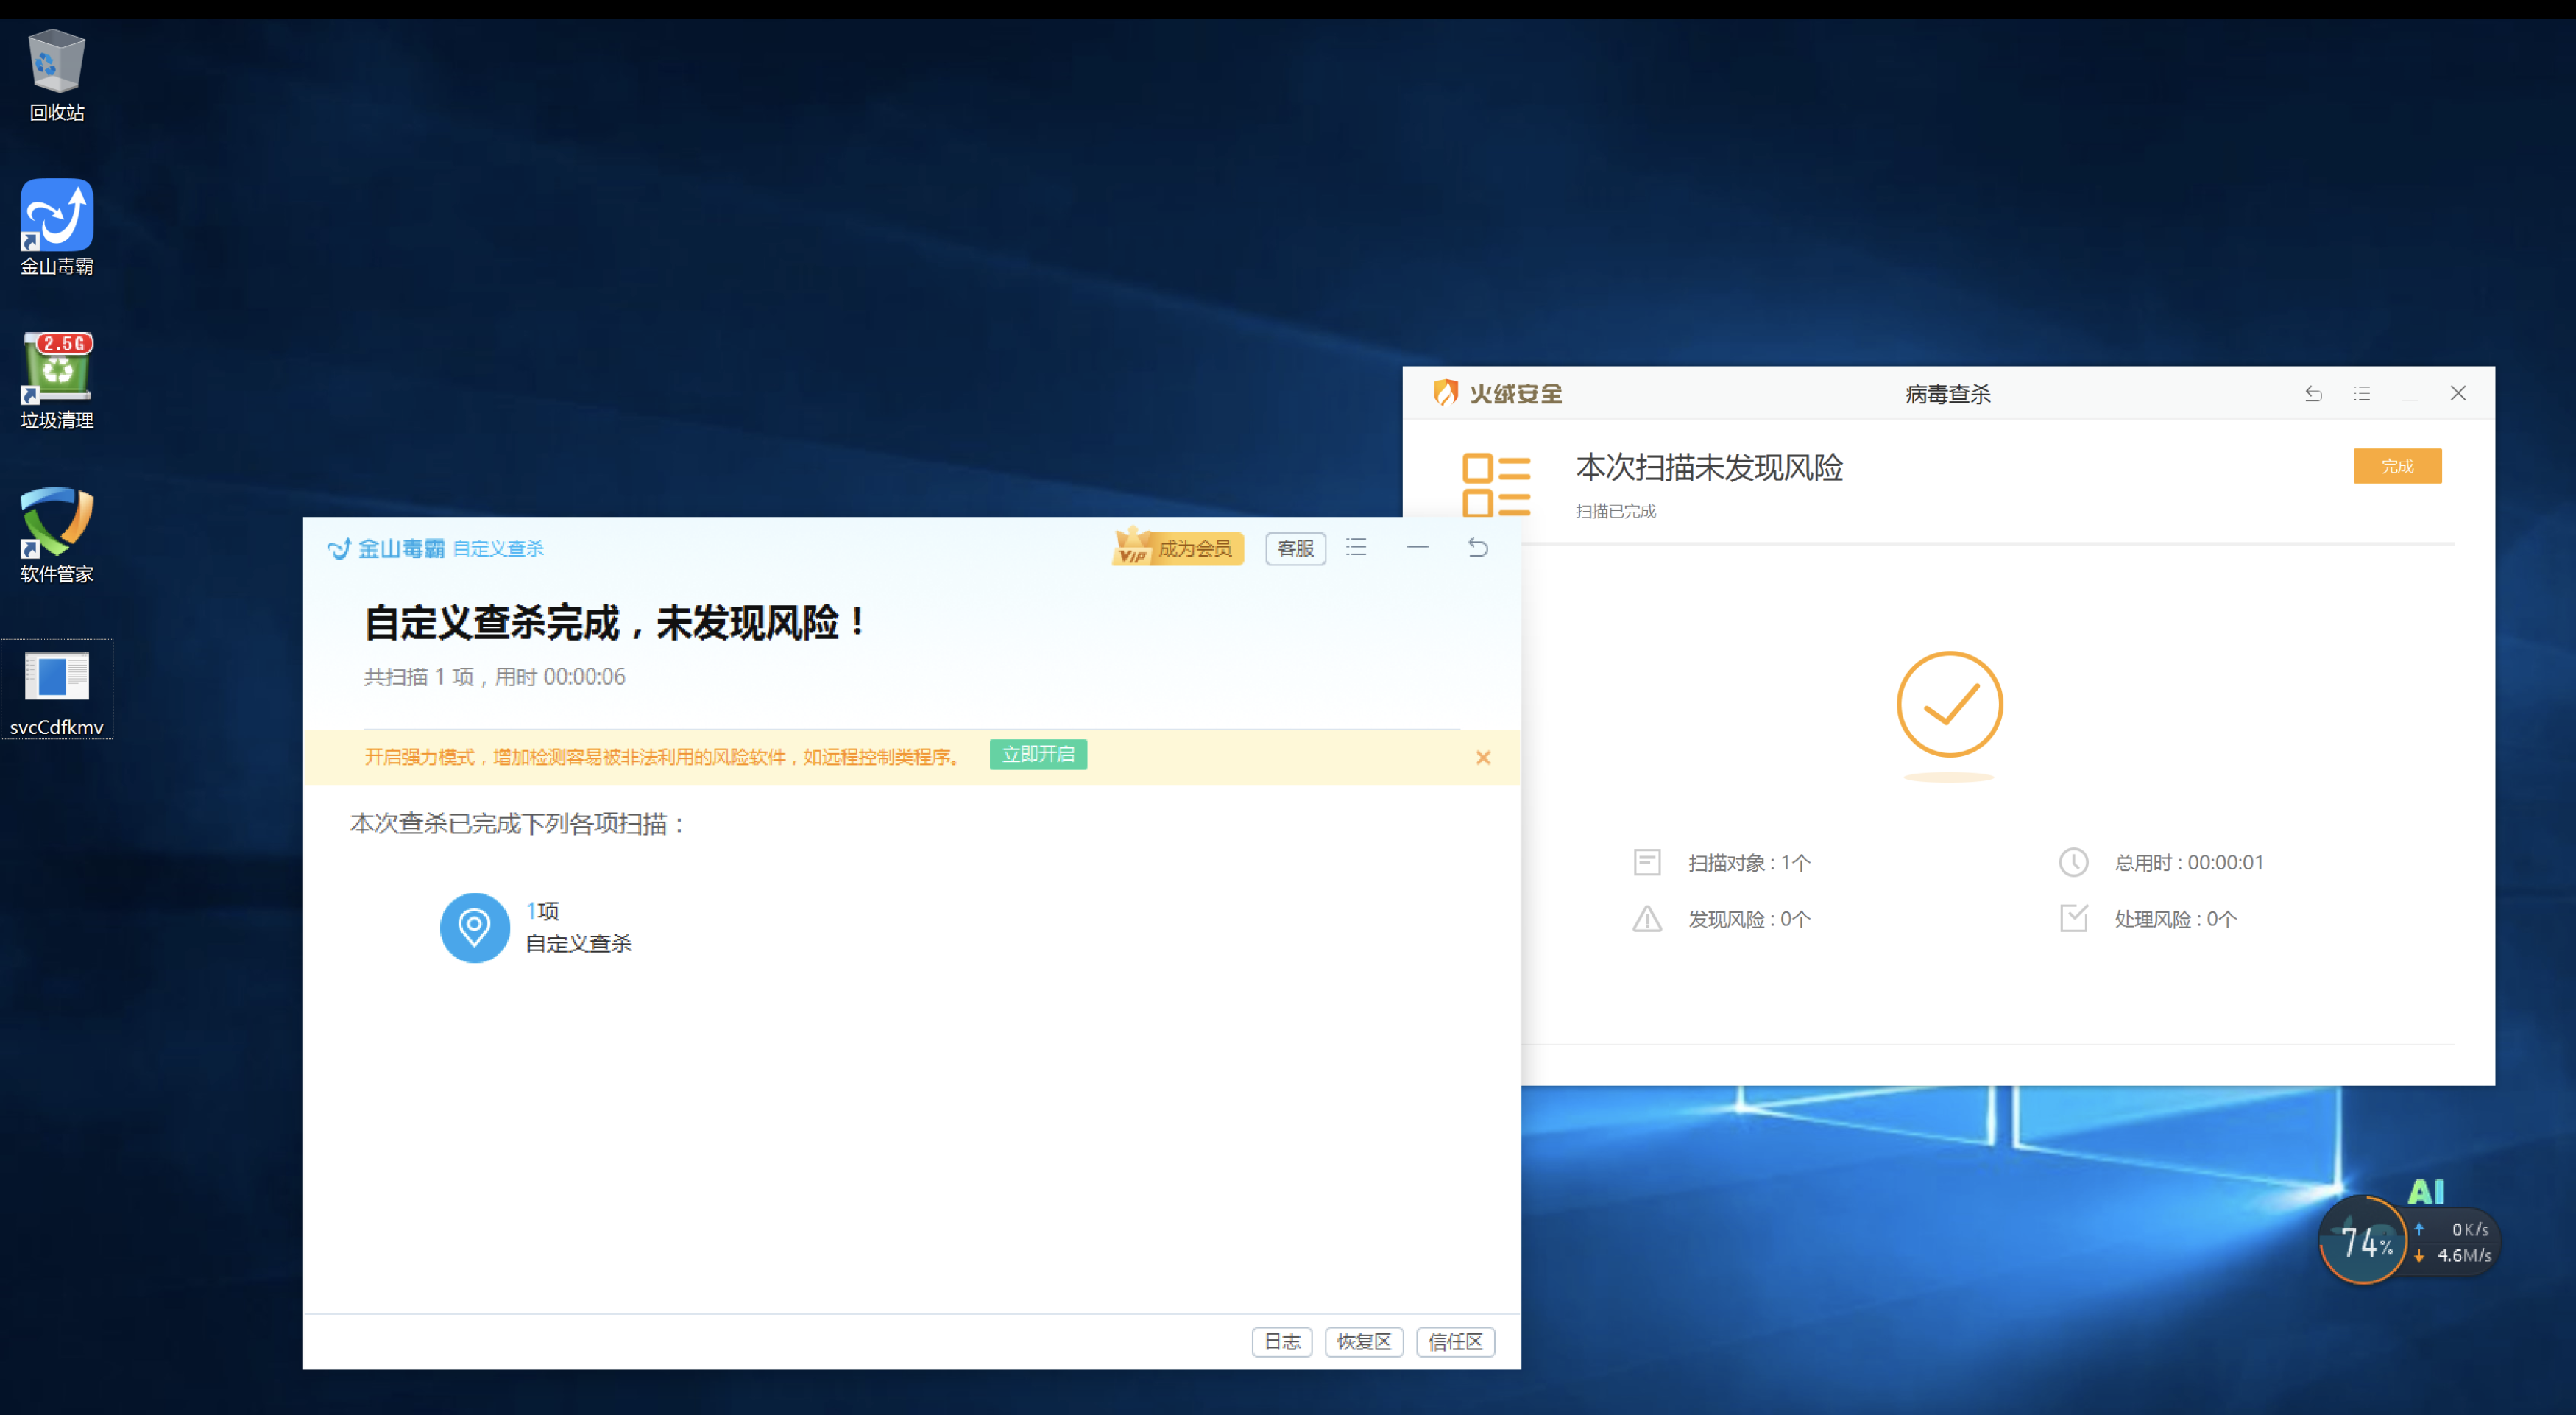 回收站
金山毒霸
2.5G
垃圾清理
软件管家
svcCdfkmv
火绒安全
病毒查杀
本次扫描未发现风险
完成
扫描已完成
扫描对象 : 1个
总用时 : 00:00:01
发现风险 : 0个
处理风险 : 0个
金山毒霸 自定义查杀
VIP 成为会员
客服
自定义查杀完成，未发现风险！
共扫描 1 项，用时 00:00:06
开启强力模式，增加检测容易被非法利用的风险软件，如远程控制类程序。 立即开启
本次查杀已完成下列各项扫描：
1项
自定义查杀
日志
恢复区
信任区
AI
74%
0K/s
4.6M/s